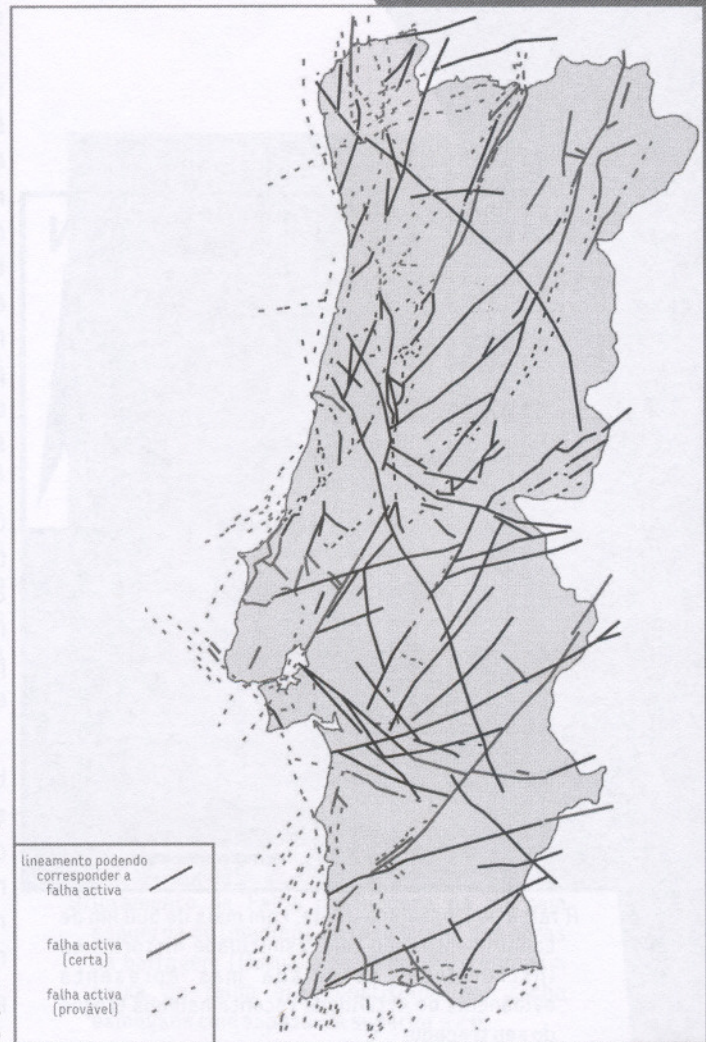 lineamento podendo
corresponder a
falha activa
falha activa
(certa)
falha activa
(provável)